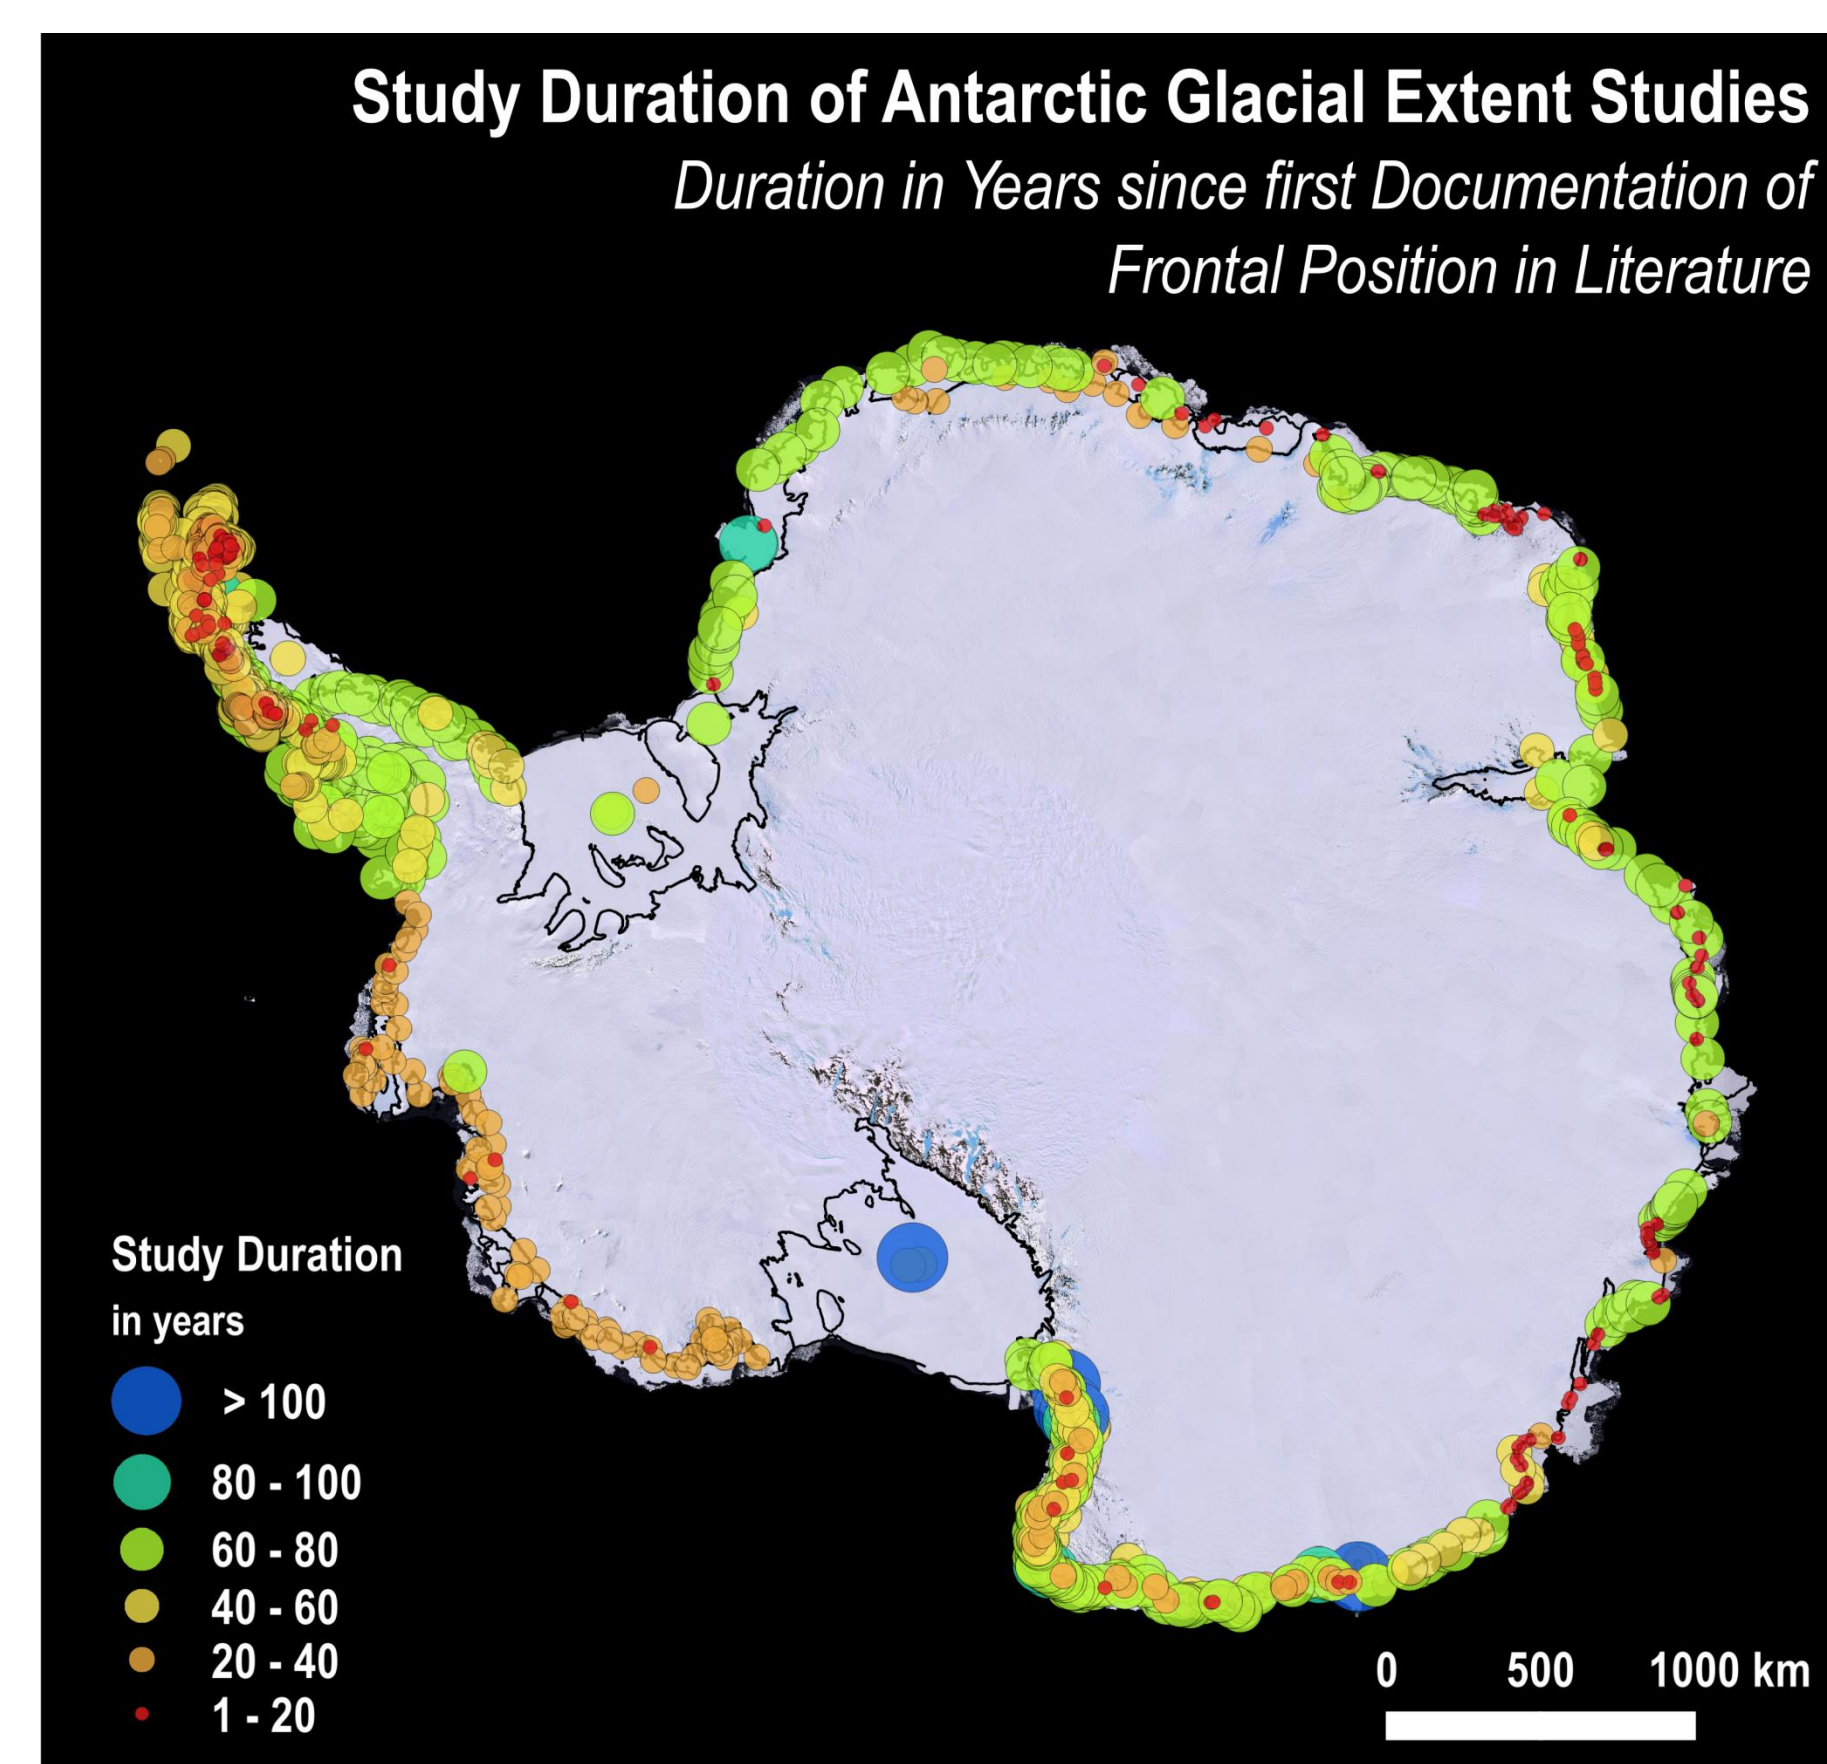 Study Duration of Antarctic Glacial Extent Studies
Duration in Years since first Documentation of
Frontal Position in Literature
Study Duration
in years
> 100
80 - 100
60 - 80
40 - 60
20 - 40
1 - 20
0 500 1000 km